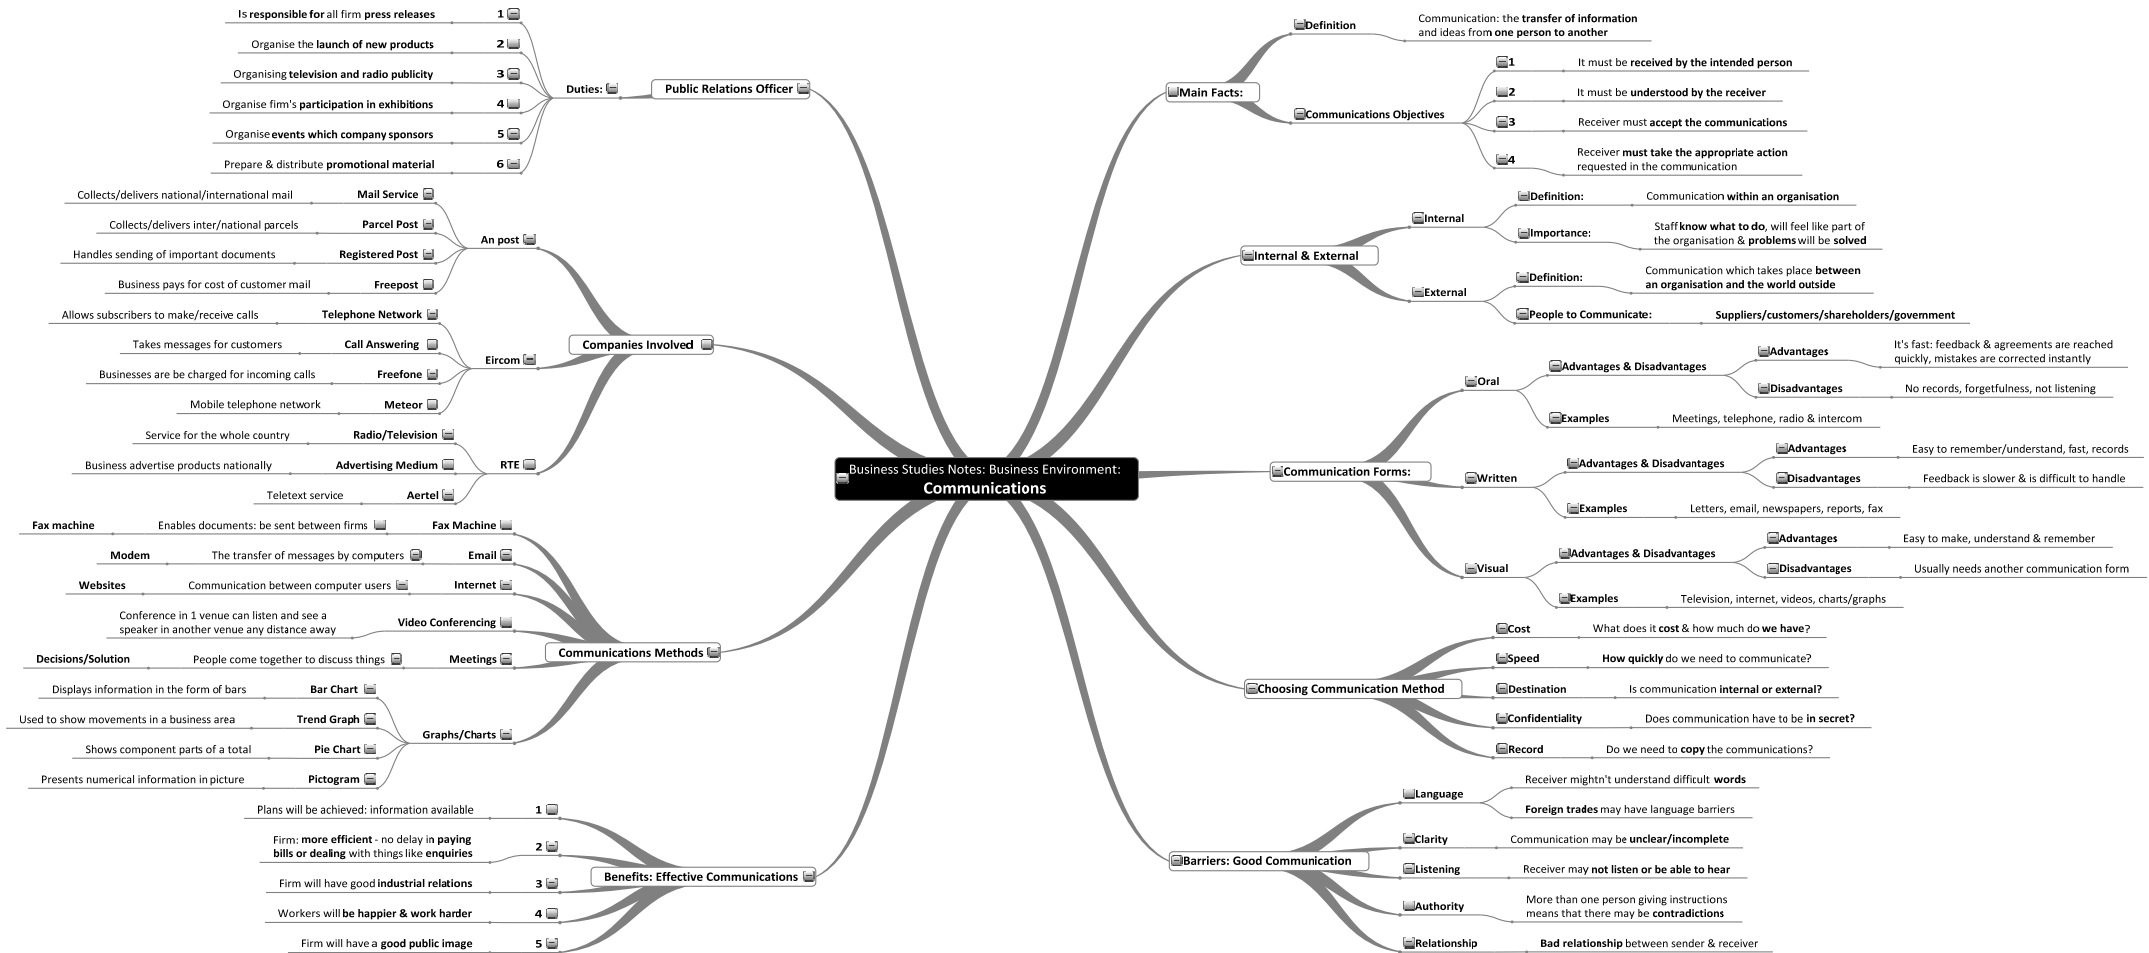 Business Studies Notes: Business Environment:
Communications
Main Facts:
Definition
Communication: the transfer of information
and ideas from one person to another
Communications Objectives
1
It must be received by the intended person
2
It must be understood by the receiver
3
Receiver must accept the communications
4
Receiver must take the appropriate action
requested in the communication
Internal & External
Internal
Definition:
Communication within an organisation
Importance:
Staff know what to do, will feel like part of
the organisation & problems will be solved
External
Definition:
Communication which takes place between
an organisation and the world outside
People to Communicate:
Suppliers/customers/shareholders/government
Communication Forms:
Oral
Advantages & Disadvantages
Advantages
It's fast: feedback & agreements are reached
quickly, mistakes are corrected instantly
Disadvantages
No records, forgetfulness, not listening
Examples
Meetings, telephone, radio & intercom
Written
Advantages & Disadvantages
Advantages
Easy to remember/understand, fast, records
Disadvantages
Feedback is slower & is difficult to handle
Examples
Letters, email, newspapers, reports, fax
Visual
Advantages & Disadvantages
Advantages
Easy to make, understand & remember
Disadvantages
Usually needs another communication form
Examples
Television, internet, videos, charts/graphs
Choosing Communication Method
Cost
What does it cost & how much do we have?
Speed
How quickly do we need to communicate?
Destination
Is communication internal or external?
Confidentiality
Does communication have to be in secret?
Record
Do we need to copy the communications?
Barriers: Good Communication
Language
Receiver mightn't understand difficult words
Foreign trades may have language barriers
Clarity
Communication may be unclear/incomplete
Listening
Receiver may not listen or be able to hear
Authority
More than one person giving instructions
means that there may be contradictions
Relationship
Bad relationship between sender & receiver
Public Relations Officer
Duties:
1
Is responsible for all firm press releases
2
Organise the launch of new products
3
Organising television and radio publicity
4
Organise firm's participation in exhibitions
5
Organise events which company sponsors
6
Prepare & distribute promotional material
Companies Involved
An post
Mail Service
Collects/delivers national/international mail
Parcel Post
Collects/delivers inter/national parcels
Registered Post
Handles sending of important documents
Freepost
Business pays for cost of customer mail
Eircom
Telephone Network
Allows subscribers to make/receive calls
Call Answering
Takes messages for customers
Freefone
Businesses are be charged for incoming calls
Meteor
Mobile telephone network
RTE
Radio/Television
Service for the whole country
Advertising Medium
Business advertise products nationally
Aertel
Teletext service
Communications Methods
Fax Machine
Enables documents: be sent between firms
Fax machine
Email
The transfer of messages by computers
Modem
Internet
Communication between computer users
Websites
Video Conferencing
Conference in 1 venue can listen and see a
speaker in another venue any distance away
Meetings
People come together to discuss things
Decisions/Solution
Graphs/Charts
Bar Chart
Displays information in the form of bars
Trend Graph
Used to show movements in a business area
Pie Chart
Shows component parts of a total
Pictogram
Presents numerical information in picture
Benefits: Effective Communications
1
Plans will be achieved: information available
2
Firm: more efficient - no delay in paying
bills or dealing with things like enquiries
3
Firm will have good industrial relations
4
Workers will be happier & work harder
5
Firm will have a good public image